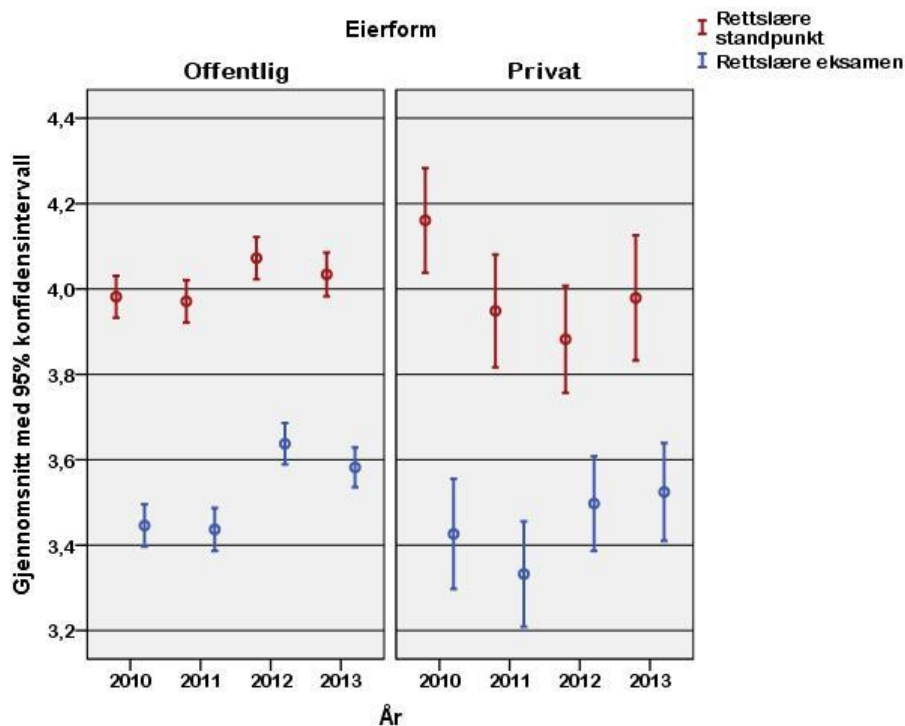 Eierform
Rettslære
standpunkt
Rettslære eksamen
Offentlig
Privat
Gjennomsnitt med 95% konfidensintervall
4,4
4,2
4,0
3,8
3,6
3,4
3,2
2010 2011 2012 2013
2010 2011 2012 2013
År